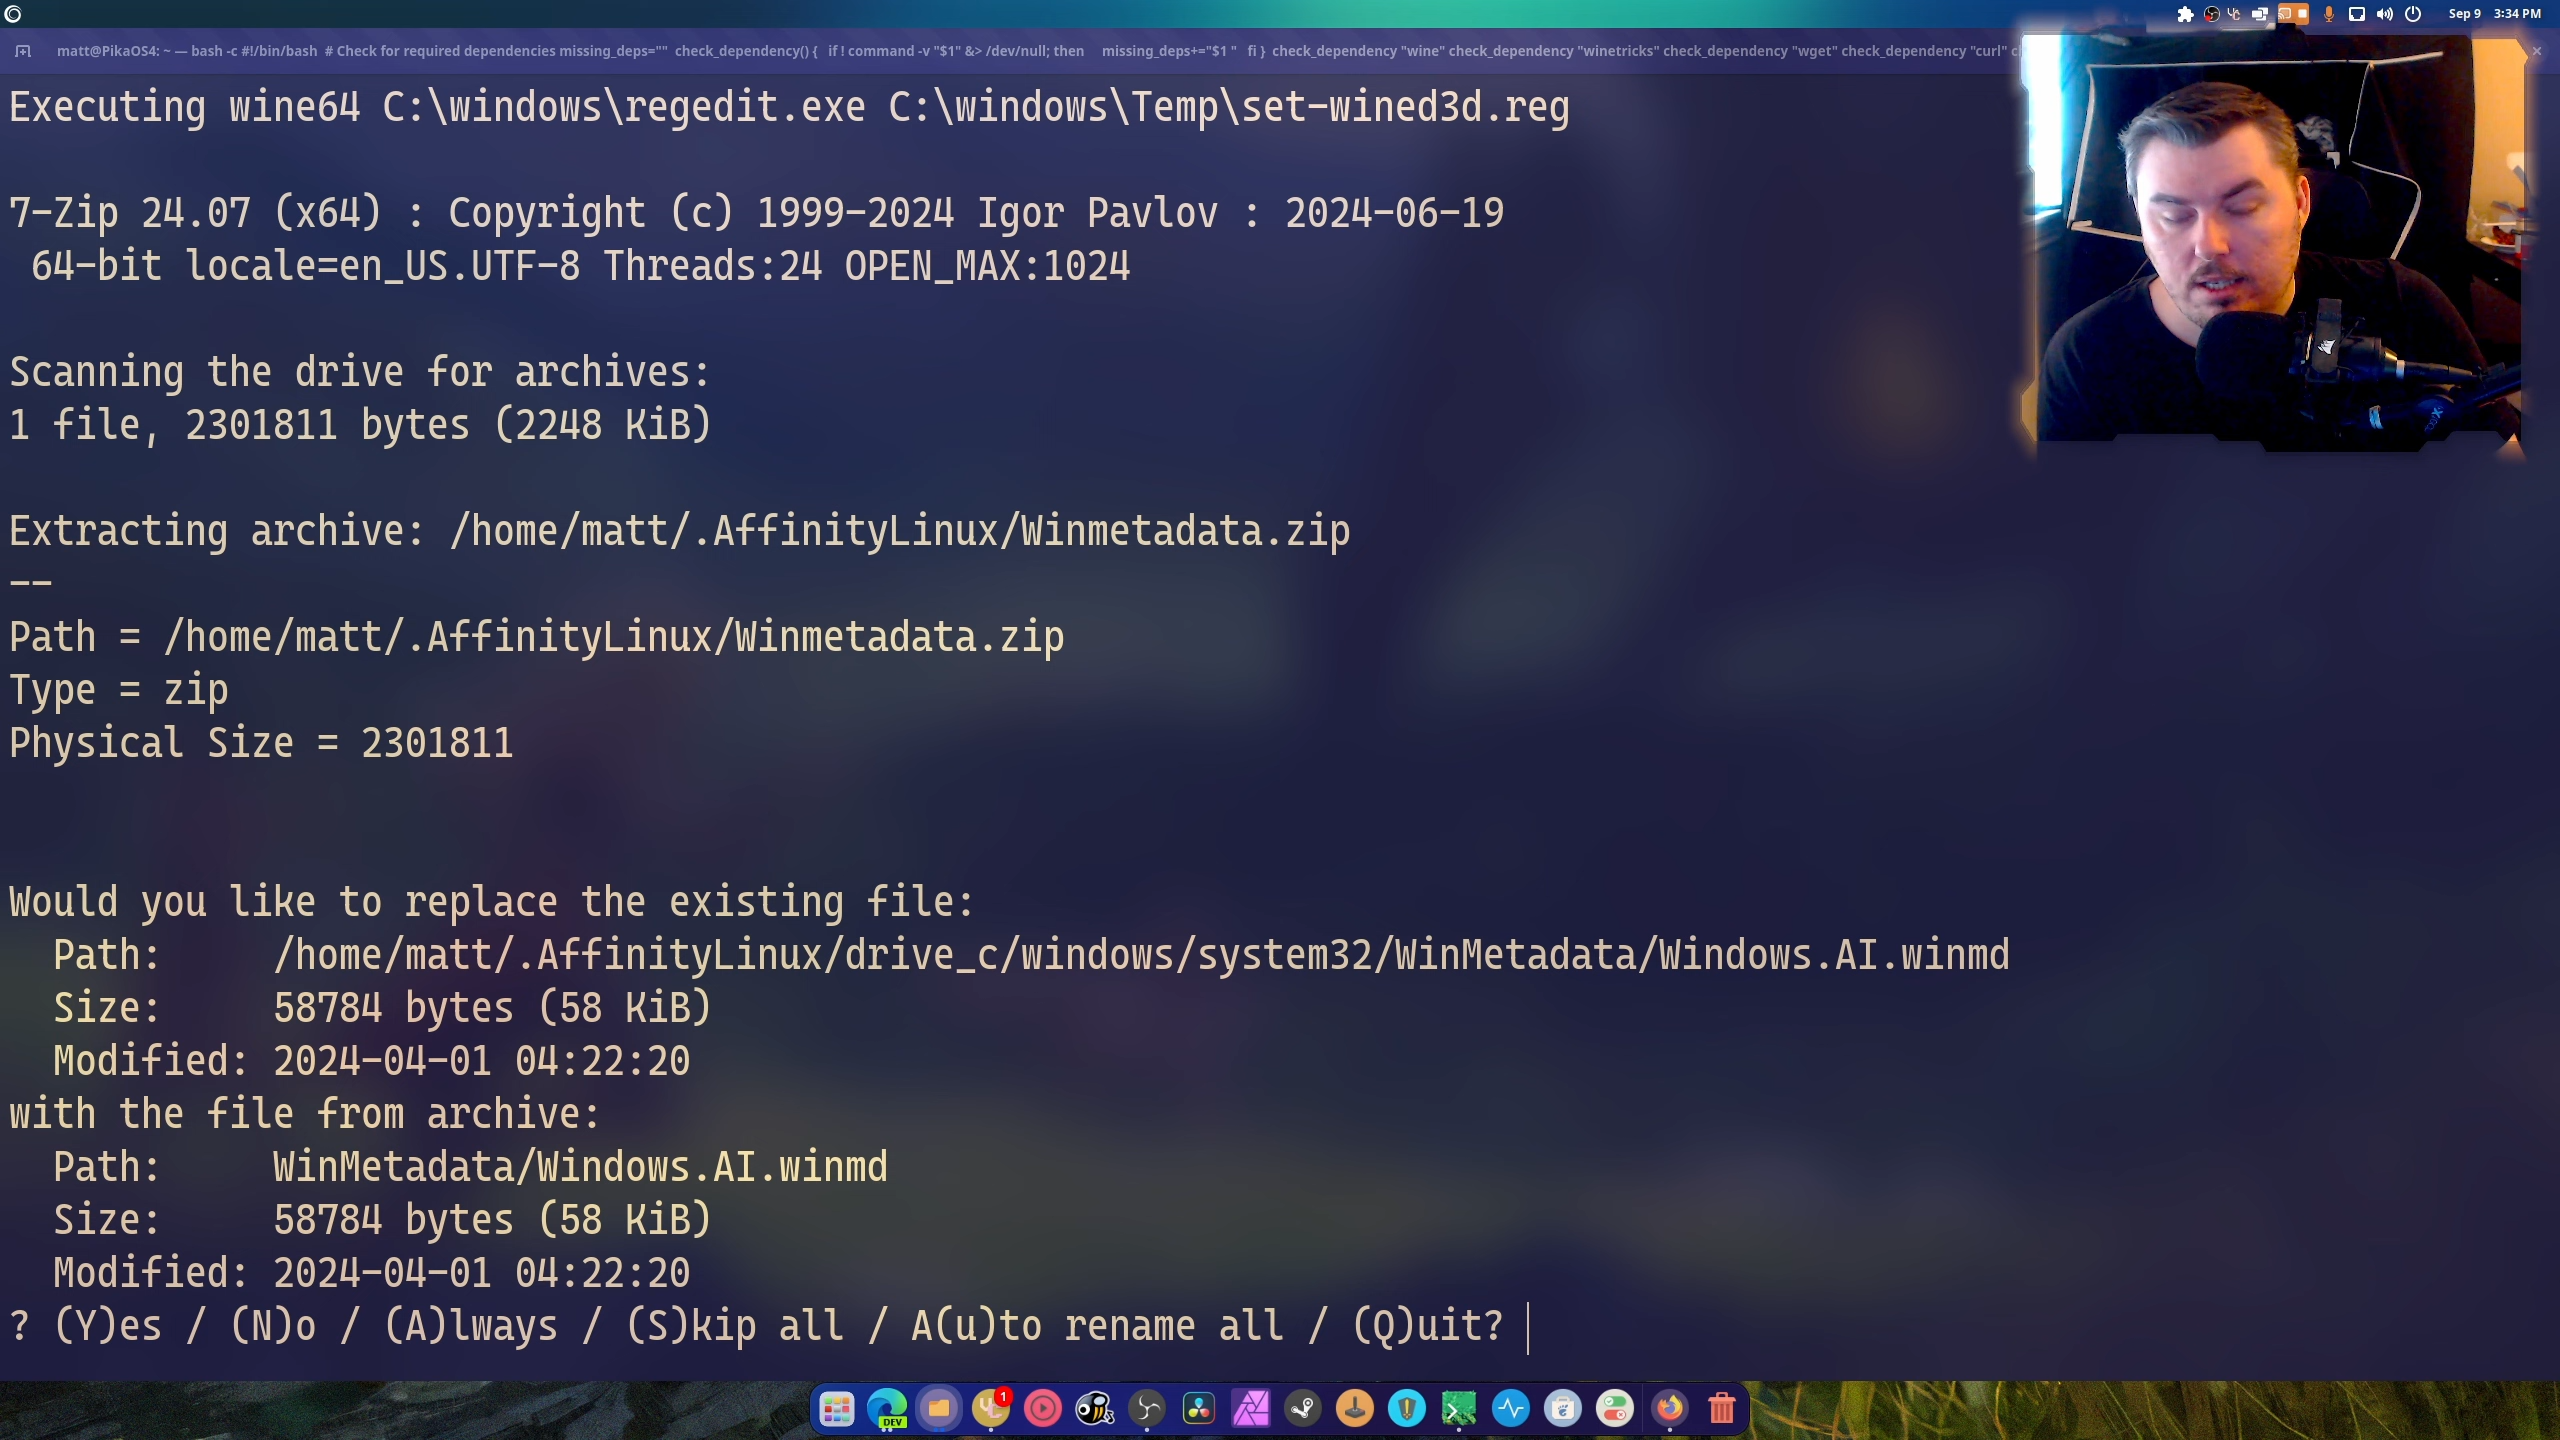 Sep 9 3:34 PM
matt@PikaOS4: ~ — bash -c #!/bin/bash # Check for required dependencies missing_deps="" check_dependency() { if ! command -v "$1" &> /dev/null; then missing_deps+="$1 " fi } check_dependency "wine" check_dependency "winetricks" check_dependency "wget" check_dependency "curl"
Executing wine64 C:\windows\regedit.exe C:\windows\Temp\set-wined3d.reg
7-Zip 24.07 (x64) : Copyright (c) 1999-2024 Igor Pavlov : 2024-06-19
64-bit locale=en_US.UTF-8 Threads:24 OPEN_MAX:1024
Scanning the drive for archives:
1 file, 2301811 bytes (2248 KiB)
Extracting archive: /home/matt/.AffinityLinux/Winmetadata.zip
--
Path = /home/matt/.AffinityLinux/Winmetadata.zip
Type = zip
Physical Size = 2301811
Would you like to replace the existing file:
Path: /home/matt/.AffinityLinux/drive_c/windows/system32/WinMetadata/Windows.AI.winmd
Size: 58784 bytes (58 KiB)
Modified: 2024-04-01 04:22:20
with the file from archive:
Path: WinMetadata/Windows.AI.winmd
Size: 58784 bytes (58 KiB)
Modified: 2024-04-01 04:22:20
? (Y)es / (N)o / (A)lways / (S)kip all / A(u)to rename all / (Q)uit?
DEV
1